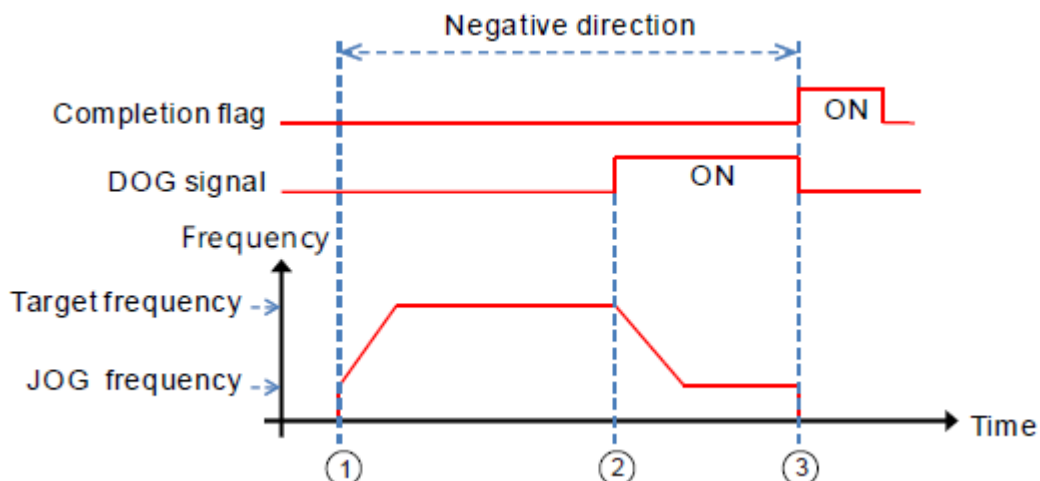 Negative direction
Completion flag
ON
DOG signal
ON
Frequency
Target frequency
JOG frequency
Time
1
2
3